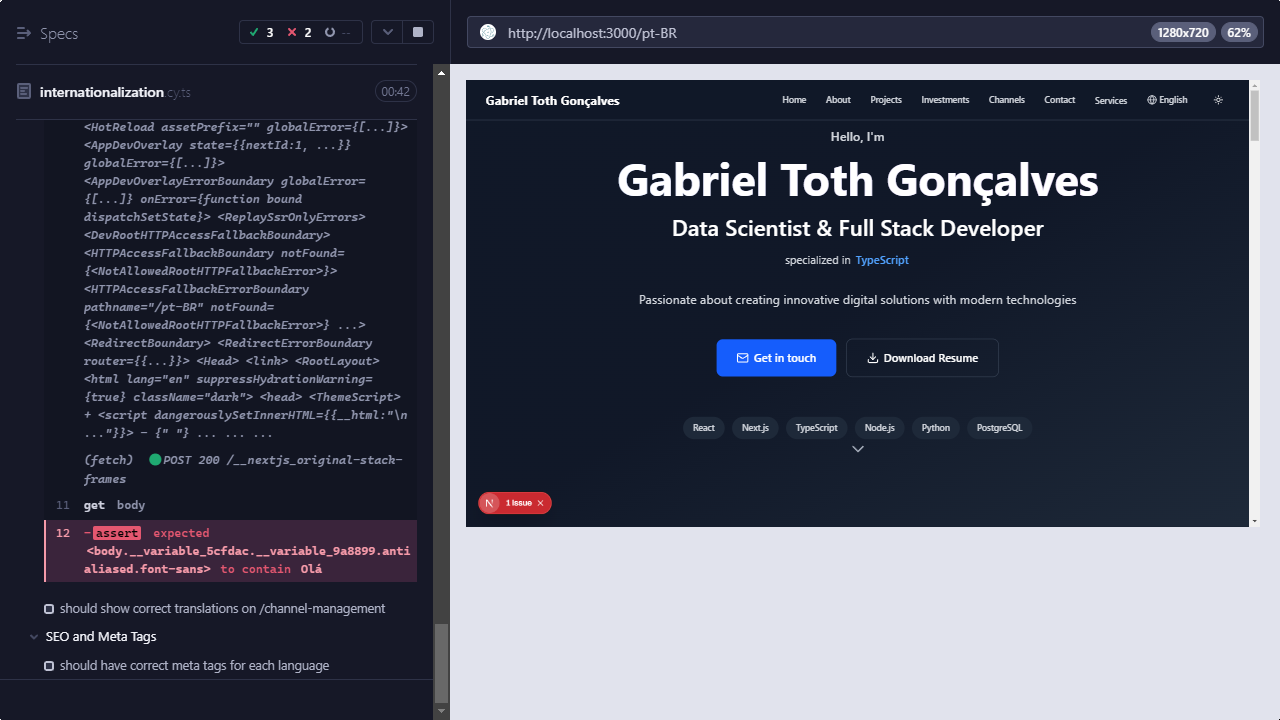 Specs
3
2
--
internationalization.cy.ts
00:42
<HotReload assetPrefix="" globalError={[...]}>
<AppDevOverlay state={{nextId:1, ...}}
globalError={[...]}>
<AppDevOverlayErrorBoundary globalError=
{[...]} onError={function bound
dispatchSetState}> <ReplaySsrOnlyErrors>
<DevRootHTTPAccessFallbackBoundary>
<HTTPAccessFallbackBoundary notFound=
{<NotAllowedRootHTTPFallbackError>}>
<HTTPAccessFallbackErrorBoundary
pathname="/pt-BR" notFound=
{<NotAllowedRootHTTPFallbackError>} ...>
<RedirectBoundary> <RedirectErrorBoundary
router={{...}}> <Head> <link> <RootLayout>
<html lang="en" suppressHydrationWarning=
{true} className="dark"> <head> <ThemeScript>
+ <script dangerouslySetInnerHTML={{__html:"\n
..."}}> - {" "} ... ... ...
(fetch) POST 200 /__nextjs_original-stack-
frames
11 get body
12 -assert expected
<body.__variable_5cfdac.__variable_9a8899.anti
aliased.font-sans> to contain Olá
should show correct translations on /channel-management
SEO and Meta Tags
should have correct meta tags for each language
http://localhost:3000/pt-BR
1280x720
62%
Gabriel Toth Gonçalves
Home
About
Projects
Investments
Channels
Contact
Services
English
Hello, I'm
Gabriel Toth Gonçalves
Data Scientist & Full Stack Developer
specialized in TypeScript
Passionate about creating innovative digital solutions with modern technologies
Get in touch
Download Resume
React
Next.js
TypeScript
Node.js
Python
PostgreSQL
N
1 Issue